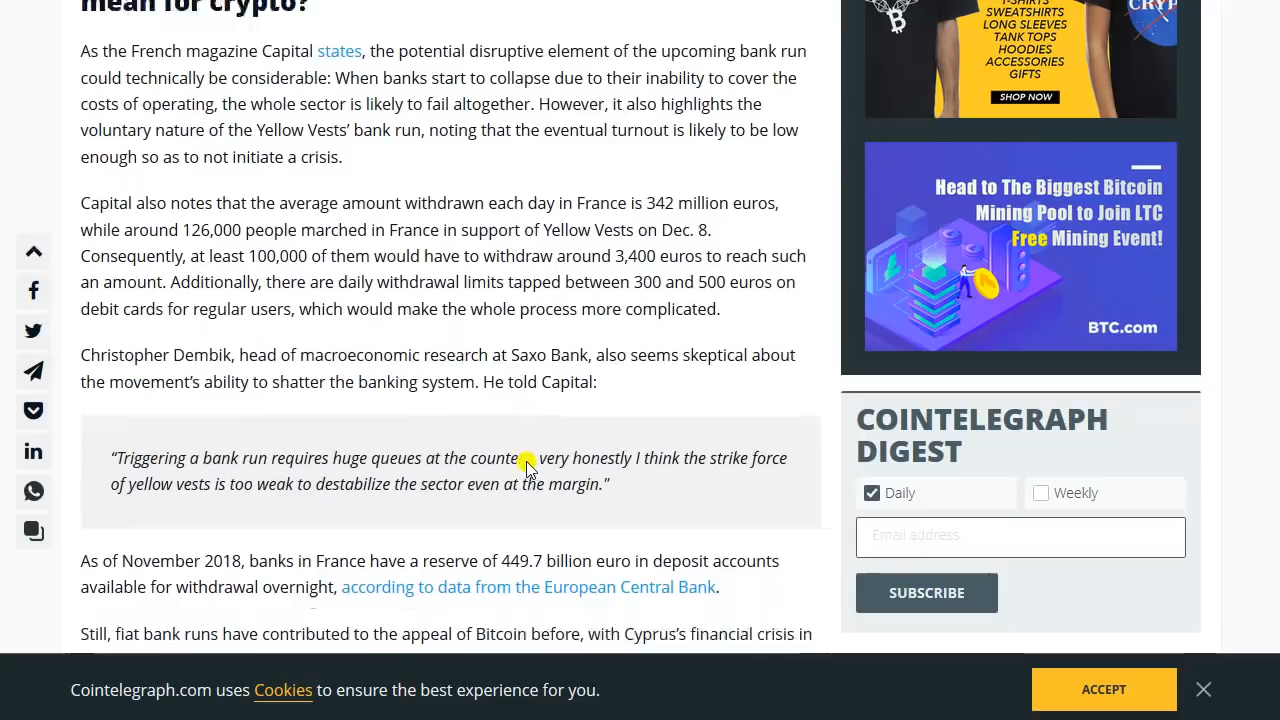 mean for crypto?
As the French magazine Capital states, the potential disruptive element of the upcoming bank run
could technically be considerable: When banks start to collapse due to their inability to cover the
costs of operating, the whole sector is likely to fail altogether. However, it also highlights the
voluntary nature of the Yellow Vests’ bank run, noting that the eventual turnout is likely to be low
enough so as to not initiate a crisis.
Capital also notes that the average amount withdrawn each day in France is 342 million euros,
while around 126,000 people marched in France in support of Yellow Vests on Dec. 8.
Consequently, at least 100,000 of them would have to withdraw around 3,400 euros to reach such
an amount. Additionally, there are daily withdrawal limits tapped between 300 and 500 euros on
debit cards for regular users, which would make the whole process more complicated.
Christopher Dembik, head of macroeconomic research at Saxo Bank, also seems skeptical about
the movement’s ability to shatter the banking system. He told Capital:
“Triggering a bank run requires huge queues at the counter, very honestly I think the strike force
of yellow vests is too weak to destabilize the sector even at the margin."
As of November 2018, banks in France have a reserve of 449.7 billion euro in deposit accounts
available for withdrawal overnight, according to data from the European Central Bank.
Still, fiat bank runs have contributed to the appeal of Bitcoin before, with Cyprus’s financial crisis in
SWEATSHIRTS
LONG SLEEVES
TANK TOPS
HOODIES
ACCESSORIES
GIFTS
SHOP NOW
Head to The Biggest Bitcoin
Mining Pool to Join LTC
Free Mining Event!
BTC.com
COINTELEGRAPH
DIGEST
Daily
Weekly
Email address
SUBSCRIBE
Cointelegraph.com uses Cookies to ensure the best experience for you.
ACCEPT